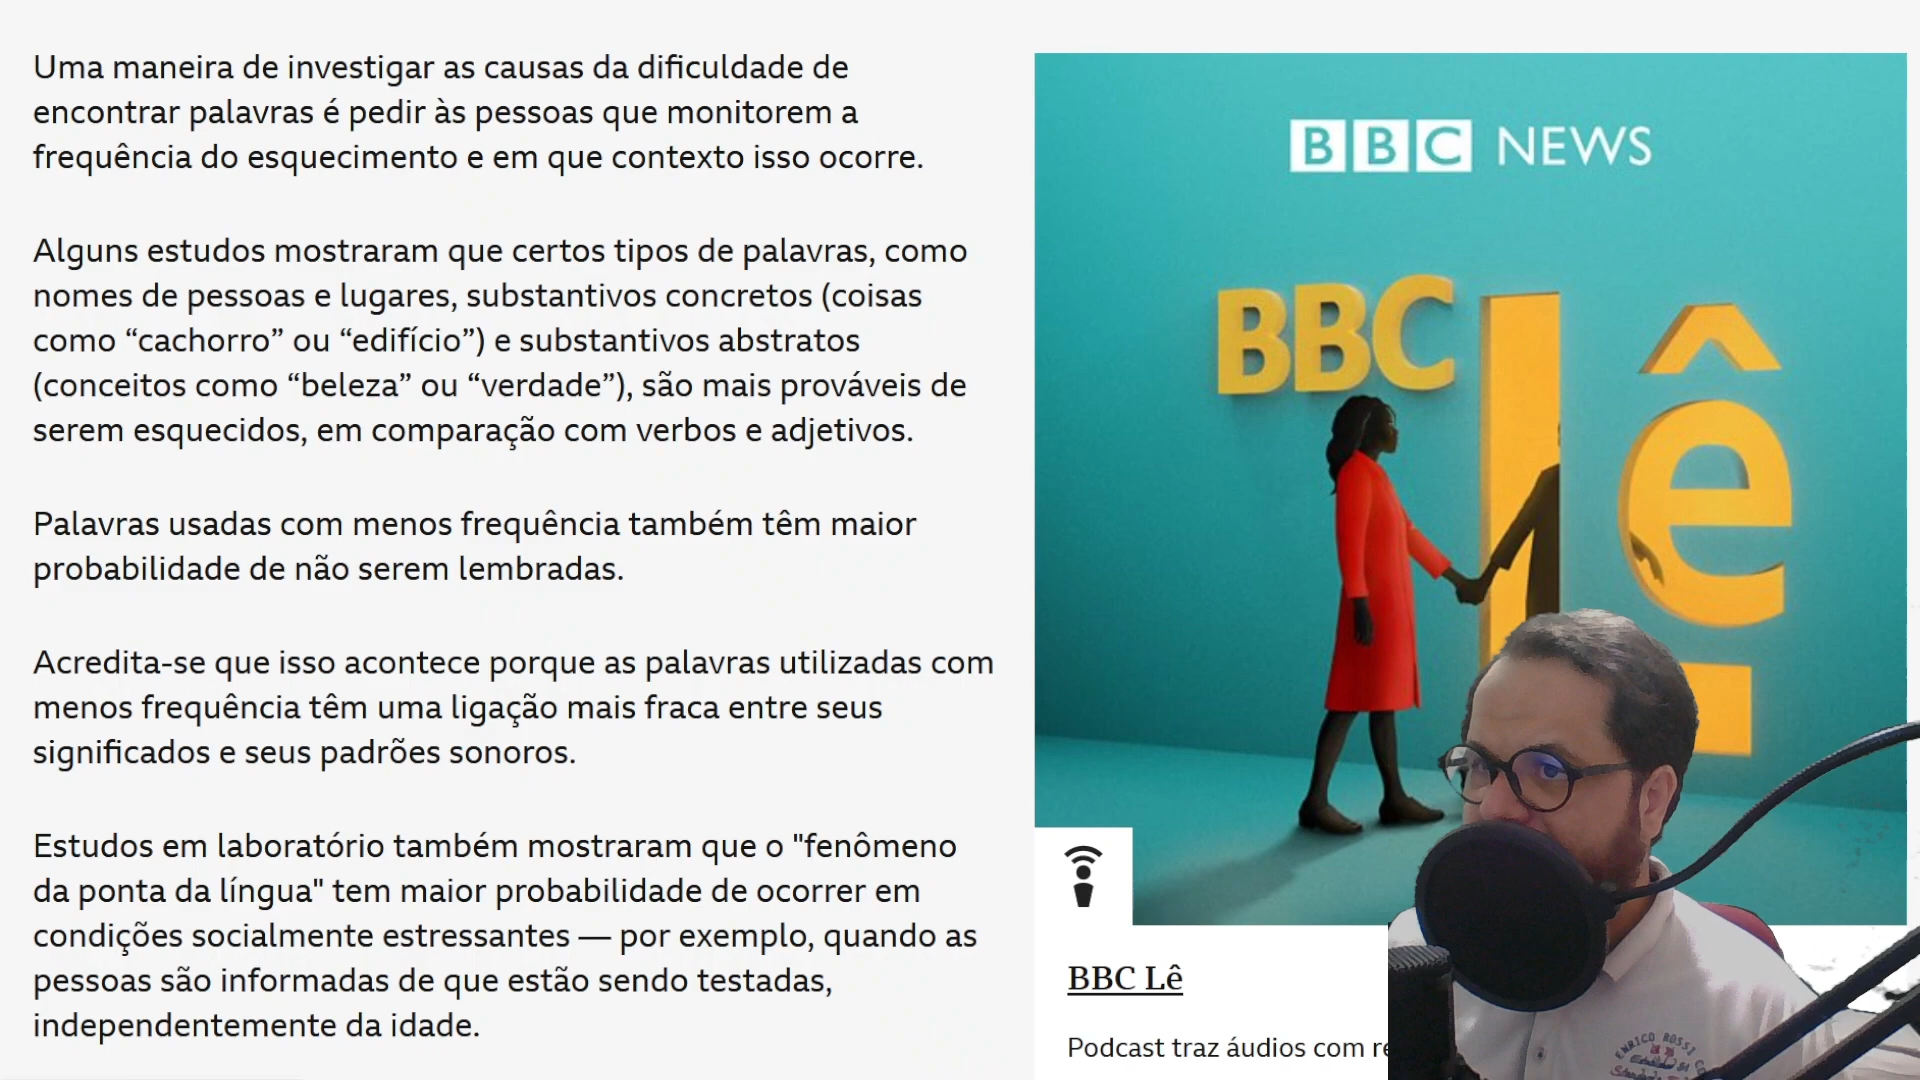 Uma maneira de investigar as causas da dificuldade de
encontrar palavras é pedir às pessoas que monitorem a
frequência do esquecimento e em que contexto isso ocorre.
Alguns estudos mostraram que certos tipos de palavras, como
nomes de pessoas e lugares, substantivos concretos (coisas
como “cachorro” ou “edifício”) e substantivos abstratos
(conceitos como “beleza” ou “verdade”), são mais prováveis de
serem esquecidos, em comparação com verbos e adjetivos.
Palavras usadas com menos frequência também têm maior
probabilidade de não serem lembradas.
Acredita-se que isso acontece porque as palavras utilizadas com
menos frequência têm uma ligação mais fraca entre seus
significados e seus padrões sonoros.
Estudos em laboratório também mostraram que o "fenômeno
da ponta da língua" tem maior probabilidade de ocorrer em
condições socialmente estressantes — por exemplo, quando as
pessoas são informadas de que estão sendo testadas,
independentemente da idade.
BBC NEWS
BBC lê
BBC Lê
Podcast traz áudios com
ENRICO ROSSI